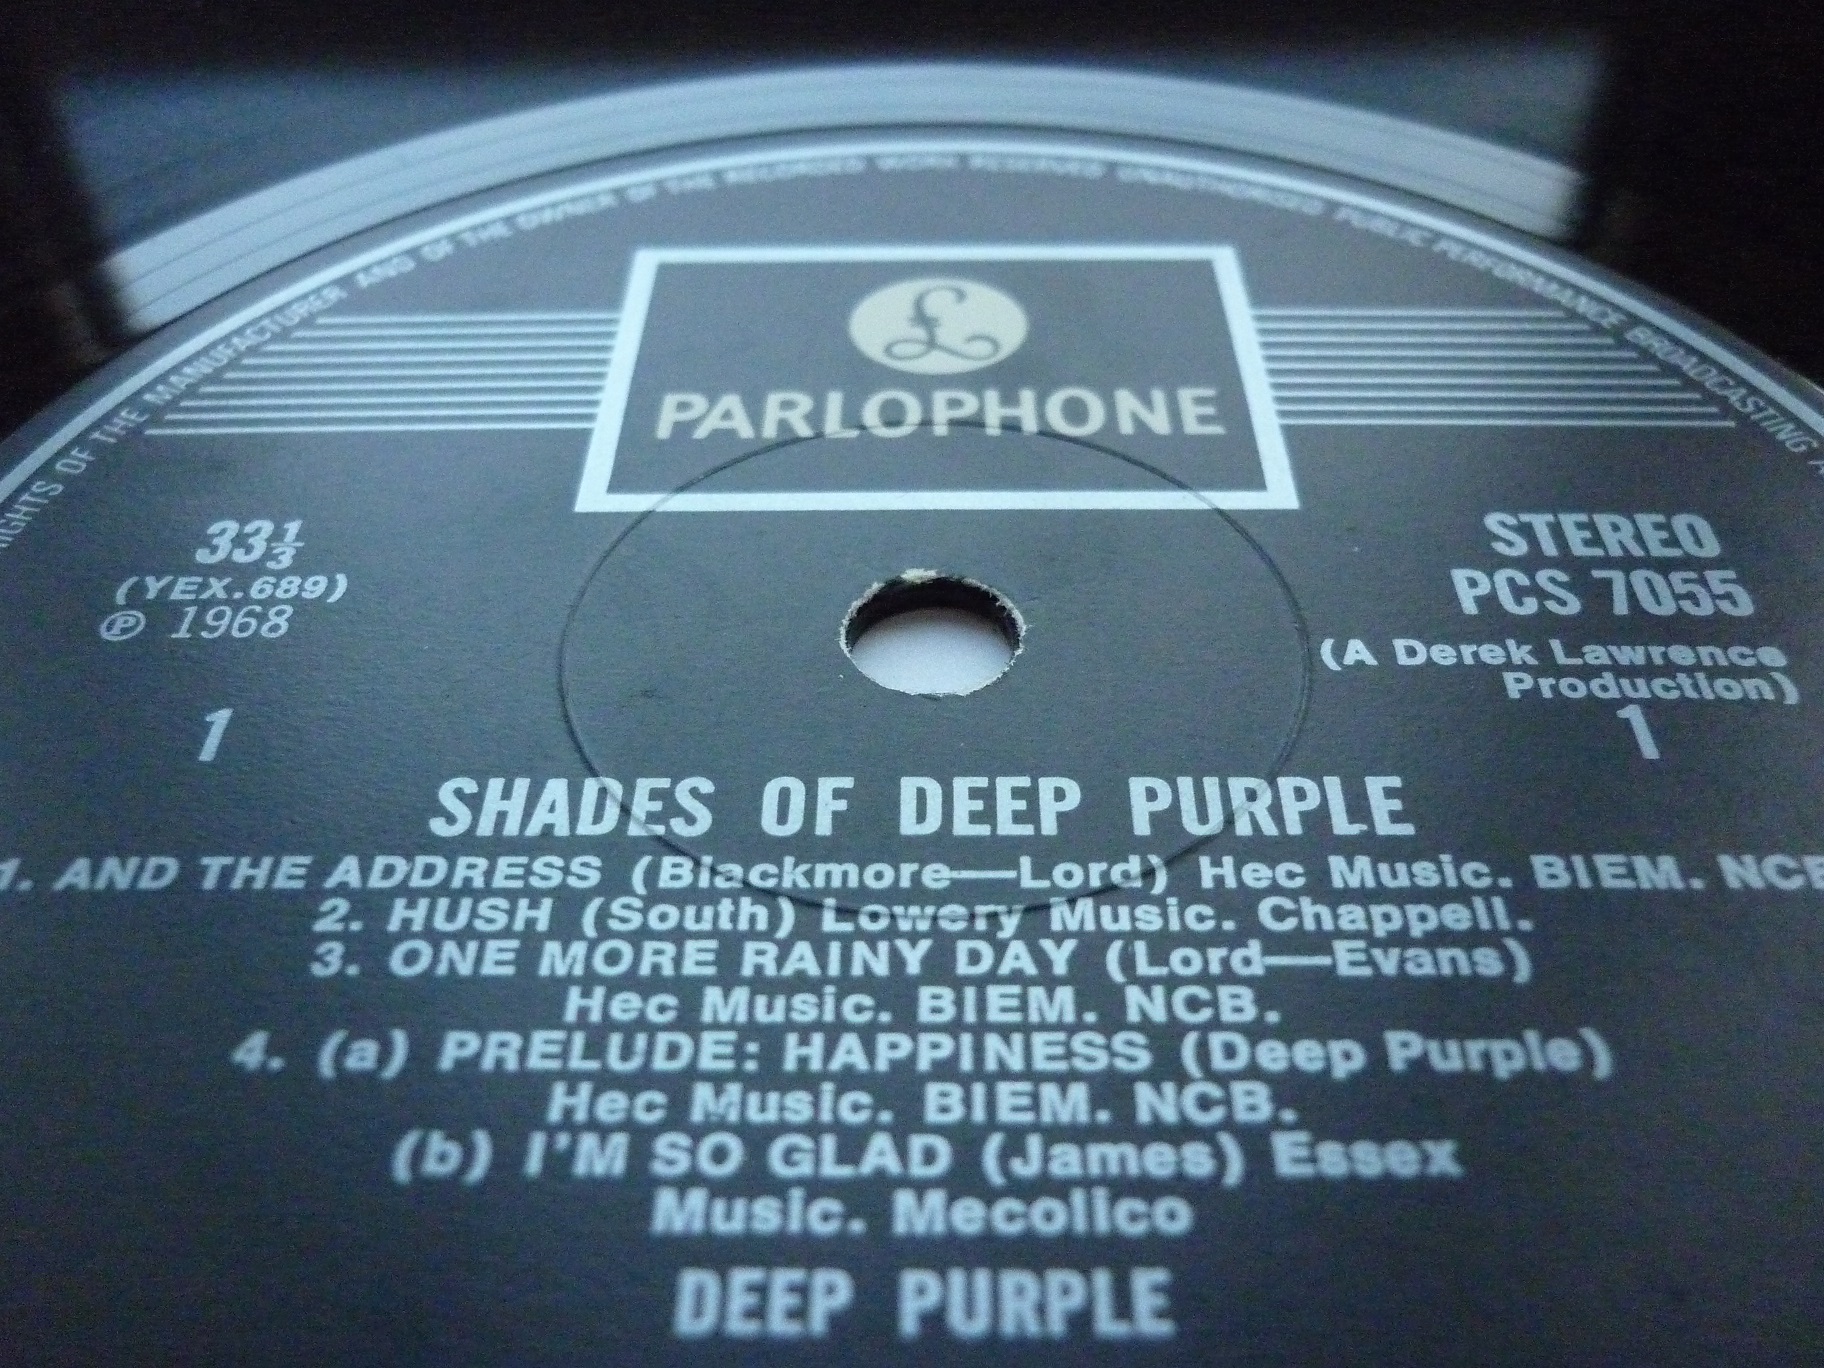 RIGHTS OF THE MANUFACTURER AND OF THE OWNER OF THE RECORDED WORK RESERVED UNAUTHORISED PUBLIC PERFORMANCE BROADCASTING A
£
PARLOPHONE
33⅓
(YEX.689)
℗ 1968
1
STEREO
PCS 7055
(A Derek Lawrence
Production)
1
SHADES OF DEEP PURPLE
1. AND THE ADDRESS (Blackmore—Lord) Hec Music. BIEM. NCB
2. HUSH (South) Lowery Music. Chappell.
3. ONE MORE RAINY DAY (Lord—Evans)
Hec Music. BIEM. NCB.
4. (a) PRELUDE: HAPPINESS (Deep Purple)
Hec Music. BIEM. NCB.
(b) I'M SO GLAD (James) Essex
Music. Mecolico
DEEP PURPLE